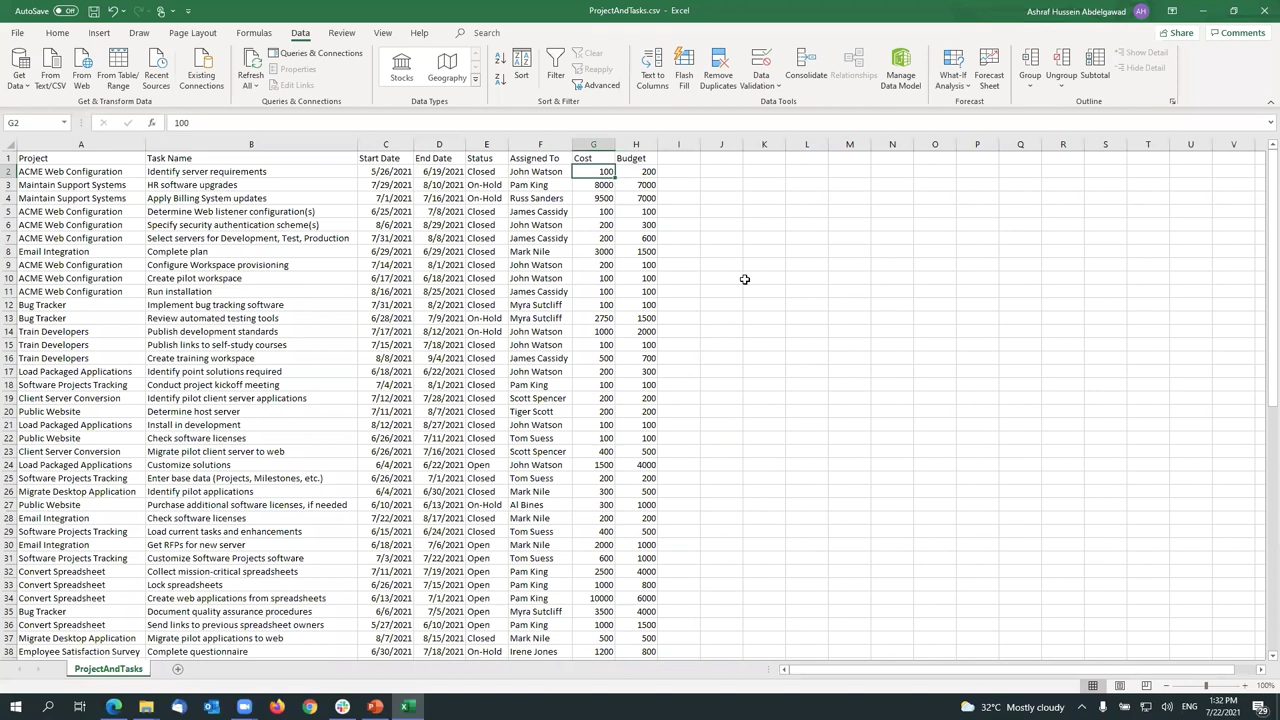 AutoSave Off ProjectAndTasks.csv - Excel Ashraf Hussein Abdelgawad AH
File Home Insert Draw Page Layout Formulas Data Review View Help Search Share Comments
Get Data From Text/CSV From Web From Table/Range Recent Sources Existing Connections Refresh All Queries & Connections Properties Edit Links Stocks Geography Sort Filter Clear Reapply Advanced Text to Columns Flash Fill Remove Duplicates Data Validation Consolidate Relationships Manage Data Model What-If Analysis Forecast Sheet Group Ungroup Subtotal Show Detail Hide Detail
Get & Transform Data Queries & Connections Data Types Sort & Filter Data Tools Forecast Outline
G2 fx 100
A B C D E F G H I J K L M N O P Q R S T U V
1 Project Task Name Start Date End Date Status Assigned To Cost Budget
2 ACME Web Configuration Identify server requirements 5/26/2021 6/19/2021 Closed John Watson 100 200
3 Maintain Support Systems HR software upgrades 7/29/2021 8/10/2021 On-Hold Pam King 8000 7000
4 Maintain Support Systems Apply Billing System updates 7/1/2021 7/16/2021 On-Hold Russ Sanders 9500 7000
5 ACME Web Configuration Determine Web listener configuration(s) 6/25/2021 7/8/2021 Closed James Cassidy 100 100
6 ACME Web Configuration Specify security authentication scheme(s) 8/6/2021 8/29/2021 Closed John Watson 200 300
7 ACME Web Configuration Select servers for Development, Test, Production 7/31/2021 8/8/2021 Closed James Cassidy 200 600
8 Email Integration Complete plan 6/29/2021 6/29/2021 Closed Mark Nile 3000 1500
9 ACME Web Configuration Configure Workspace provisioning 7/14/2021 8/1/2021 Closed John Watson 200 100
10 ACME Web Configuration Create pilot workspace 6/17/2021 6/18/2021 Closed John Watson 100 100
11 ACME Web Configuration Run installation 8/16/2021 8/25/2021 Closed James Cassidy 100 100
12 Bug Tracker Implement bug tracking software 7/31/2021 8/2/2021 Closed Myra Sutcliff 100 100
13 Bug Tracker Review automated testing tools 6/28/2021 7/9/2021 On-Hold Myra Sutcliff 2750 1500
14 Train Developers Publish development standards 7/17/2021 8/12/2021 On-Hold John Watson 1000 2000
15 Train Developers Publish links to self-study courses 7/15/2021 7/18/2021 Closed John Watson 100 100
16 Train Developers Create training workspace 8/8/2021 9/4/2021 Closed James Cassidy 500 700
17 Load Packaged Applications Identify point solutions required 6/18/2021 6/22/2021 Closed John Watson 200 300
18 Software Projects Tracking Conduct project kickoff meeting 7/4/2021 8/1/2021 Closed Pam King 100 100
19 Client Server Conversion Identify pilot client server applications 7/12/2021 7/28/2021 Closed Scott Spencer 200 200
20 Public Website Determine host server 7/11/2021 8/7/2021 Closed Tiger Scott 200 200
21 Load Packaged Applications Install in development 8/12/2021 8/27/2021 Closed John Watson 100 100
22 Public Website Check software licenses 6/26/2021 7/11/2021 Closed Tom Suess 100 100
23 Client Server Conversion Migrate pilot client server to web 6/26/2021 7/16/2021 Closed Scott Spencer 400 500
24 Load Packaged Applications Customize solutions 6/4/2021 6/22/2021 Open John Watson 1500 4000
25 Software Projects Tracking Enter base data (Projects, Milestones, etc.) 6/26/2021 7/1/2021 Closed Tom Suess 200 200
26 Migrate Desktop Application Identify pilot applications 6/4/2021 6/30/2021 Closed Mark Nile 300 500
27 Public Website Purchase additional software licenses, if needed 6/10/2021 6/13/2021 On-Hold Al Bines 300 1000
28 Email Integration Check software licenses 7/22/2021 8/17/2021 Closed Mark Nile 200 200
29 Software Projects Tracking Load current tasks and enhancements 6/15/2021 6/24/2021 Closed Tom Suess 400 500
30 Email Integration Get RFPs for new server 6/18/2021 7/6/2021 Open Mark Nile 2000 1000
31 Software Projects Tracking Customize Software Projects software 7/3/2021 7/22/2021 Open Tom Suess 600 1000
32 Convert Spreadsheet Collect mission-critical spreadsheets 7/11/2021 7/19/2021 Open Pam King 2500 4000
33 Convert Spreadsheet Lock spreadsheets 6/26/2021 7/15/2021 Open Pam King 1000 800
34 Convert Spreadsheet Create web applications from spreadsheets 6/13/2021 7/1/2021 Open Pam King 10000 6000
35 Bug Tracker Document quality assurance procedures 6/6/2021 7/5/2021 Open Myra Sutcliff 3500 4000
36 Convert Spreadsheet Send links to previous spreadsheet owners 5/27/2021 6/10/2021 Open Pam King 1000 1500
37 Migrate Desktop Application Migrate pilot applications to web 8/7/2021 8/15/2021 Closed Mark Nile 500 500
38 Employee Satisfaction Survey Complete questionnaire 6/30/2021 7/18/2021 On-Hold Irene Jones 1200 800
ProjectAndTasks
100%
32°C Mostly cloudy ENG 1:32 PM 7/22/2021 29